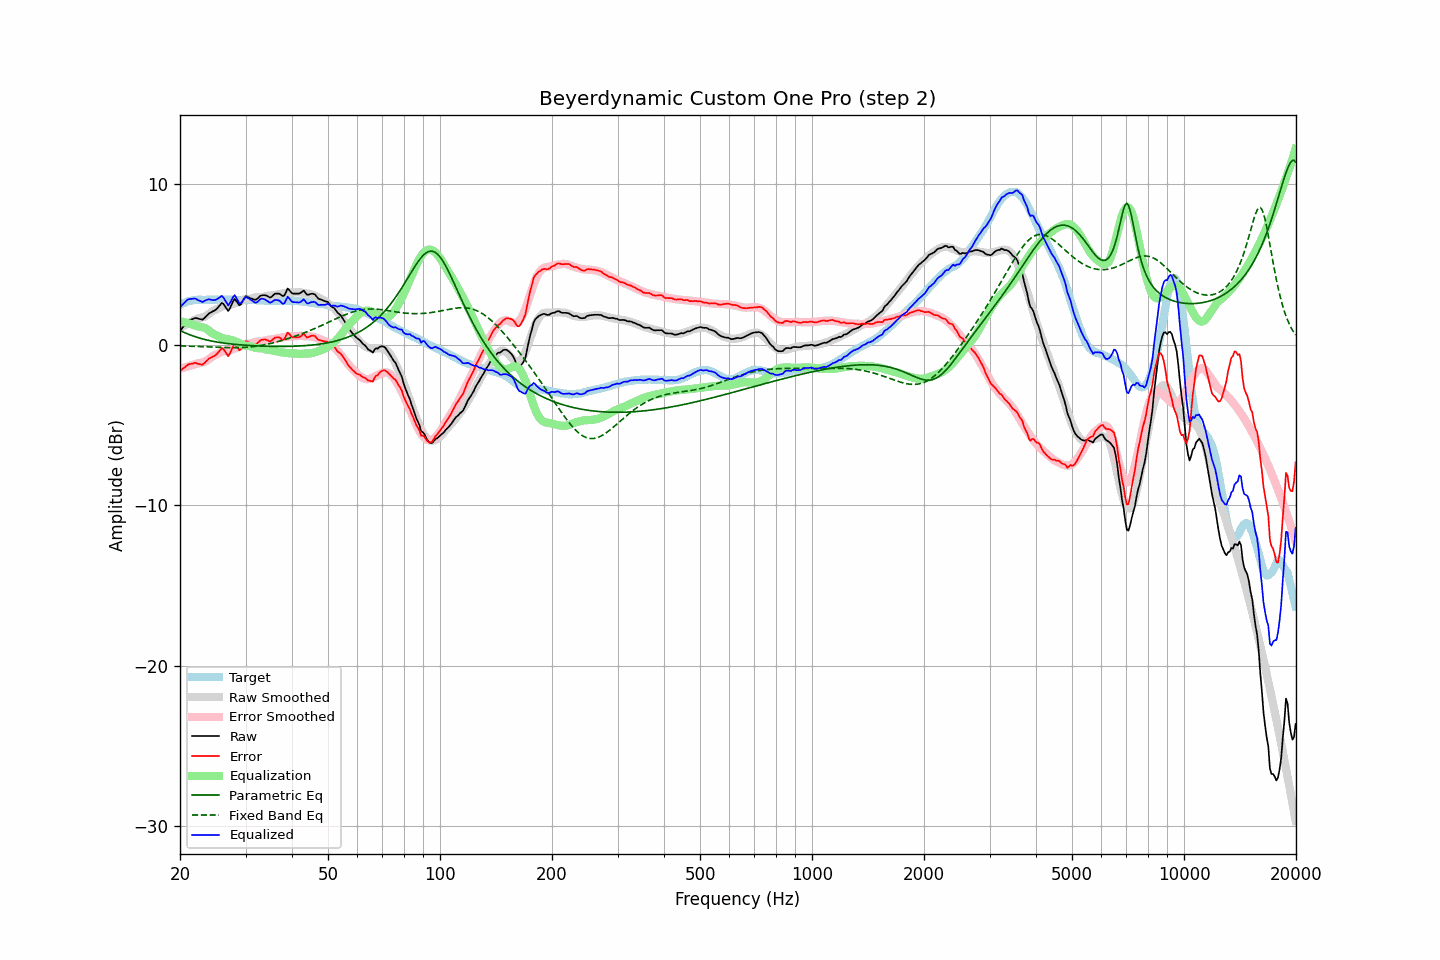 Beyerdynamic Custom One Pro (step 2)
10
0
−10
−20
−30
Amplitude (dBr)
Target
Raw Smoothed
Error Smoothed
Raw
Error
Equalization
Parametric Eq
Fixed Band Eq
Equalized
20 50 100 200 500 1000 2000 5000 10000 20000
Frequency (Hz)